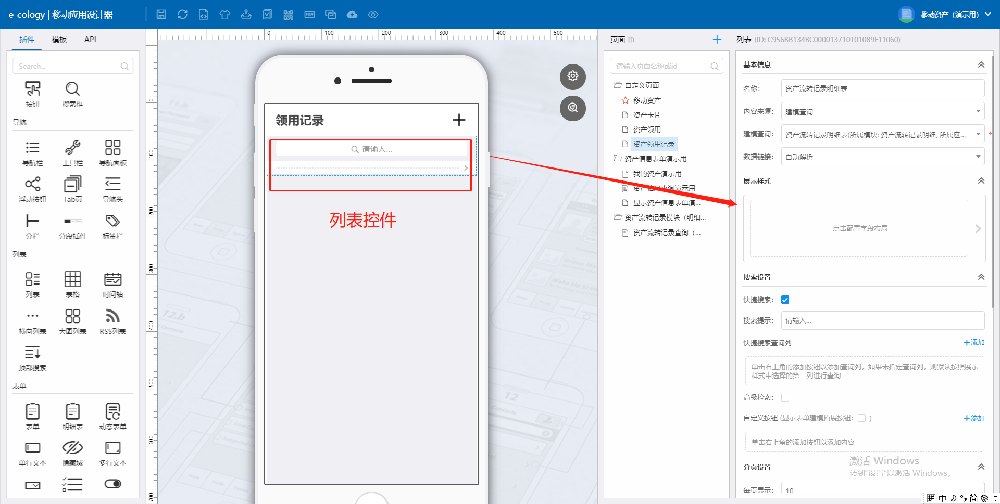 e-cology | 移动应用设计器
移动资产（演示用）
插件
模板
API
Search...
按钮
搜索框
导航
导航栏
工具栏
导航面板
浮动按钮
Tab页
导航头
分栏
分段插件
标签栏
列表
列表
表格
时间轴
横向列表
大图列表
RSS列表
顶部搜索
表单
表单
明细表
动态表单
单行文本
隐藏域
多行文本
0
100
200
300
400
500
0
100
200
300
400
500
600
700
领用记录
请输入...
列表控件
页面 ID
请输入页面名称或id
自定义页面
移动资产
资产卡片
资产领用
资产领用记录
资产信息表单演示用
我的资产演示用
资产信息查询演示用
显示资产信息表单演...
资产流转记录模块（明细...
资产流转记录查询（...
列表 (ID: C956BB134BC000013710101089F11060)
基本信息
名称：
资产流转记录明细表
内容来源：
建模查询
建模查询：
资产流转记录明细表(所属模块: 资产流转记录明细, 所属应...
*
数据链接：
自动解析
展示样式
点击配置字段布局
搜索设置
快捷搜索：
搜索提示：
请输入...
快捷搜索查询列
添加
单击右上角的添加按钮以添加查询列，如果未指定查询列，则默认按照展示
样式中选择的第一列进行查询
高级检索：
自定义按钮 (显示表单建模拓展按钮： )
添加
单击右上角的添加按钮以添加内容
激活 Windows
转到"设置"以激活 Windows。
分页设置
每页显示：
10
拼 中 简